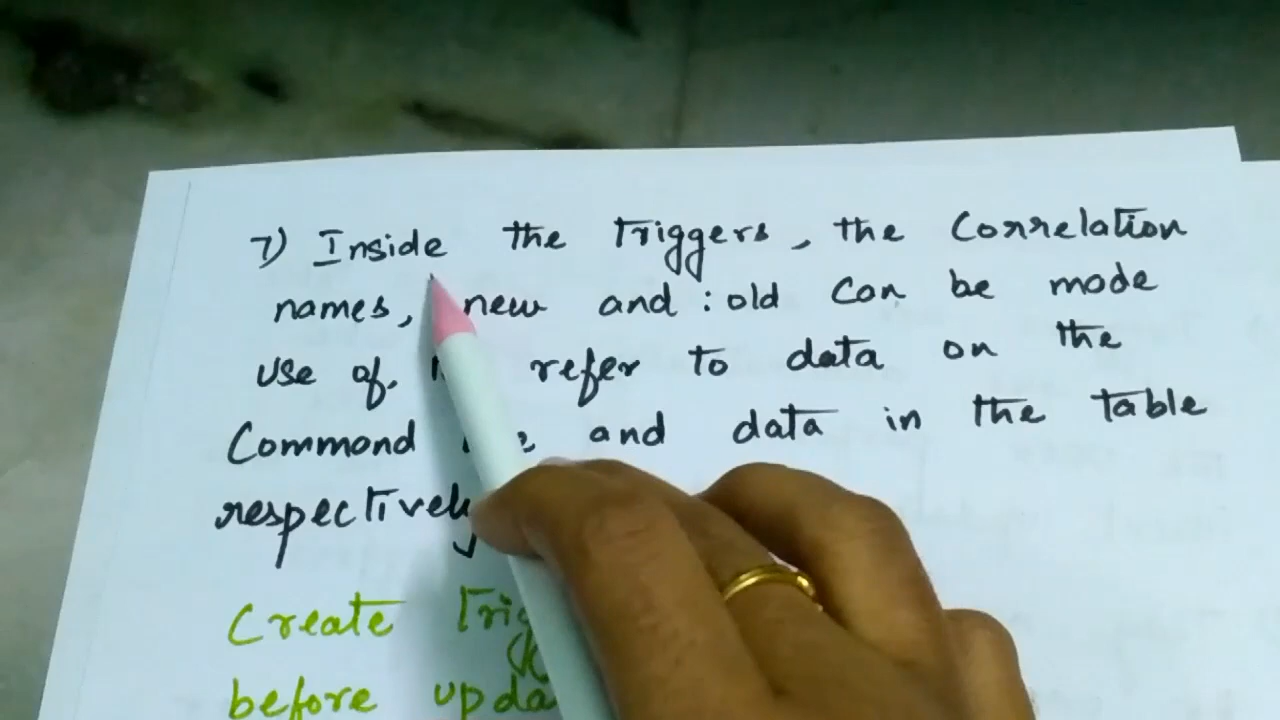 7) Inside the Triggers, the Correlation
names, new and :old can be mode
use of. refer to data on the
Commond and data in the table
respectively
Create
before